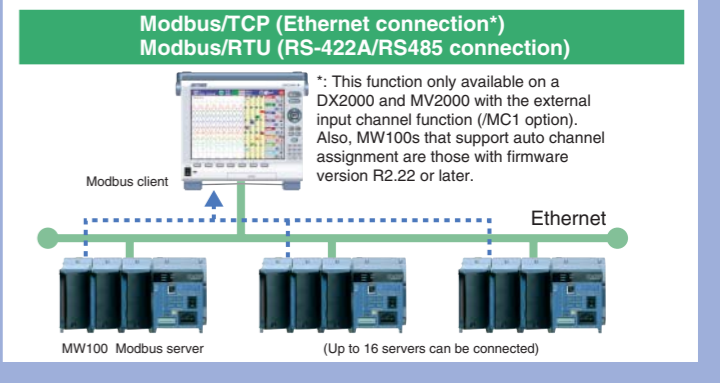 Modbus/TCP (Ethernet connection*)
Modbus/RTU (RS-422A/RS485 connection)
*: This function only available on a
DX2000 and MV2000 with the external
input channel function (/MC1 option).
Also, MW100s that support auto channel
assignment are those with firmware
version R2.22 or later.
Modbus client
Ethernet
MW100 Modbus server
(Up to 16 servers can be connected)